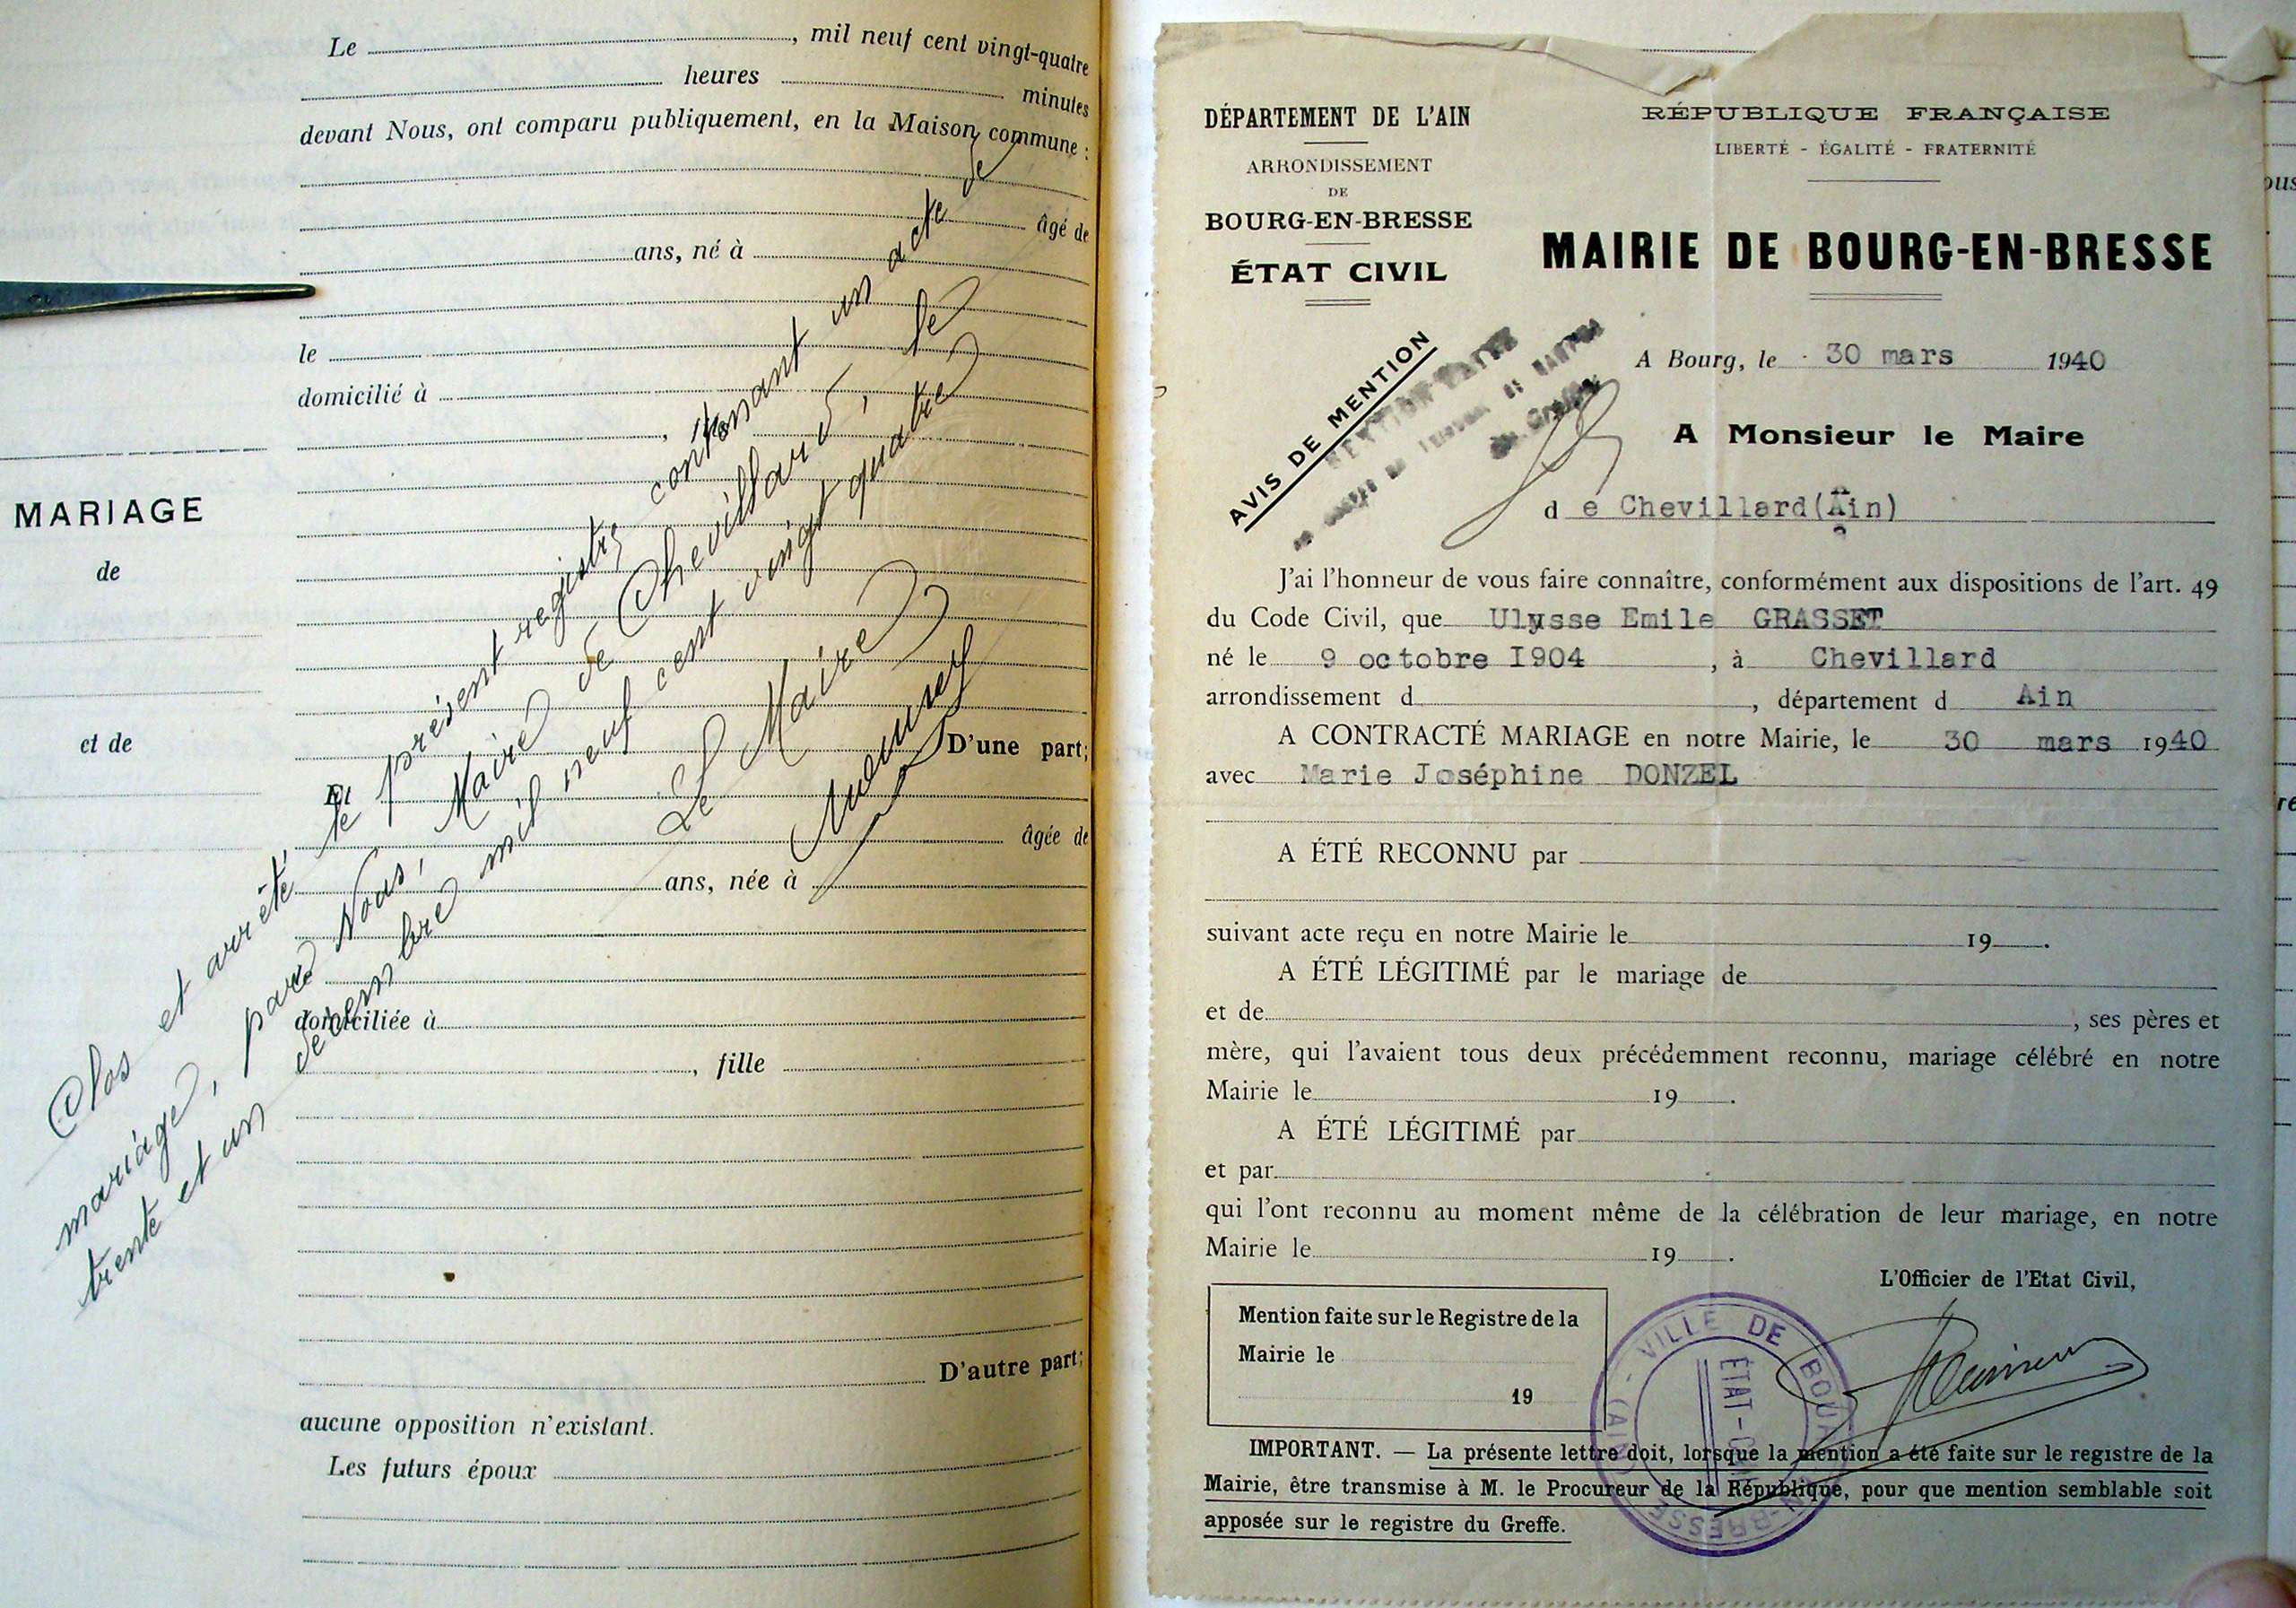 Le ..., mil neuf cent vingt-quatre
... heures ... minutes
devant Nous, ont comparu publiquement, en la Maison commune :
âgé de
ans, né à
le
domicilié à
MARIAGE
de
et de
D'une part;
Et
âgée de
ans, née à
domiciliée à
, fille
D'autre part;
aucune opposition n'existant.
Les futurs époux
Clos et arrêté le présent registre contenant un acte de
mariage, par Nous, Maire de Chevillard, le
trente et un décembre mil neuf cent vingt quatre
Le Maire
DÉPARTEMENT DE L'AIN
ARRONDISSEMENT
DE
BOURG-EN-BRESSE
ÉTAT CIVIL
RÉPUBLIQUE FRANÇAISE
LIBERTÉ - ÉGALITÉ - FRATERNITÉ
MAIRIE DE BOURG-EN-BRESSE
AVIS DE MENTION
MENTION FAITE
A Bourg, le 30 mars 1940
A Monsieur le Maire
d e Chevillard(Ain)
J'ai l'honneur de vous faire connaître, conformément aux dispositions de l'art. 49
du Code Civil, que Ulysse Emile GRASSET
né le 9 octobre I904, à Chevillard
arrondissement d , département d Ain
A CONTRACTÉ MARIAGE en notre Mairie, le 30 mars 1940
avec Marie Joséphine DONZEL
A ÉTÉ RECONNU par
suivant acte reçu en notre Mairie le 19 .
A ÉTÉ LÉGITIMÉ par le mariage de
et de , ses pères et
mère, qui l'avaient tous deux précédemment reconnu, mariage célébré en notre
Mairie le 19 .
A ÉTÉ LÉGITIMÉ par
et par
qui l'ont reconnu au moment même de la célébration de leur mariage, en notre
Mairie le 19 .
L'Officier de l'Etat Civil,
Mention faite sur le Registre de la
Mairie le
19
VILLE DE BOURG-EN-BRESSE (AIN)
ÉTAT-CIVIL
IMPORTANT. — La présente lettre doit, lorsque la mention a été faite sur le registre de la
Mairie, être transmise à M. le Procureur de la République, pour que mention semblable soit
apposée sur le registre du Greffe.